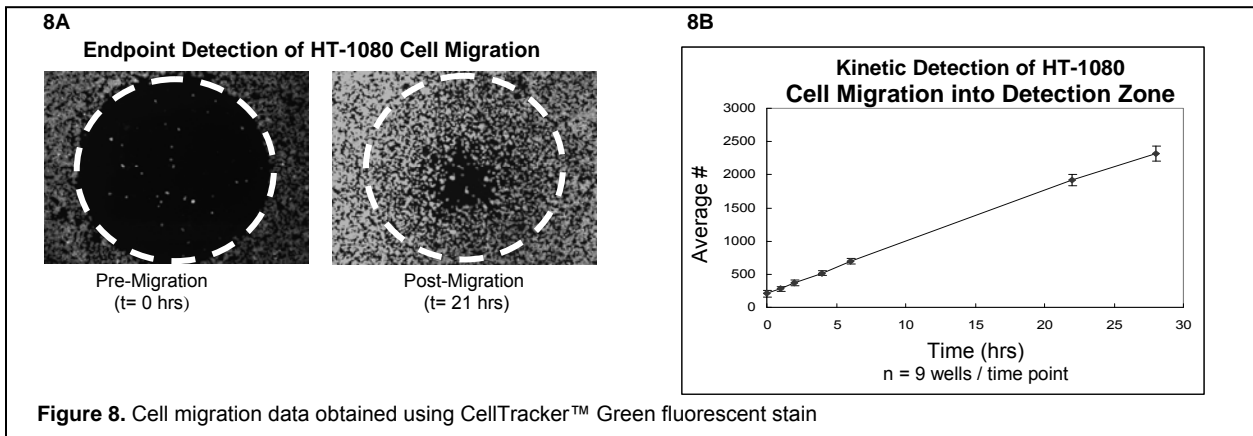 8A
Endpoint Detection of HT-1080 Cell Migration
Pre-Migration
(t= 0 hrs)
Post-Migration
(t= 21 hrs)
8B
Kinetic Detection of HT-1080
Cell Migration into Detection Zone
Average #
3000
2500
2000
1500
1000
500
0
0 5 10 15 20 25 30
Time (hrs)
n = 9 wells / time point
Figure 8. Cell migration data obtained using CellTracker™ Green fluorescent stain